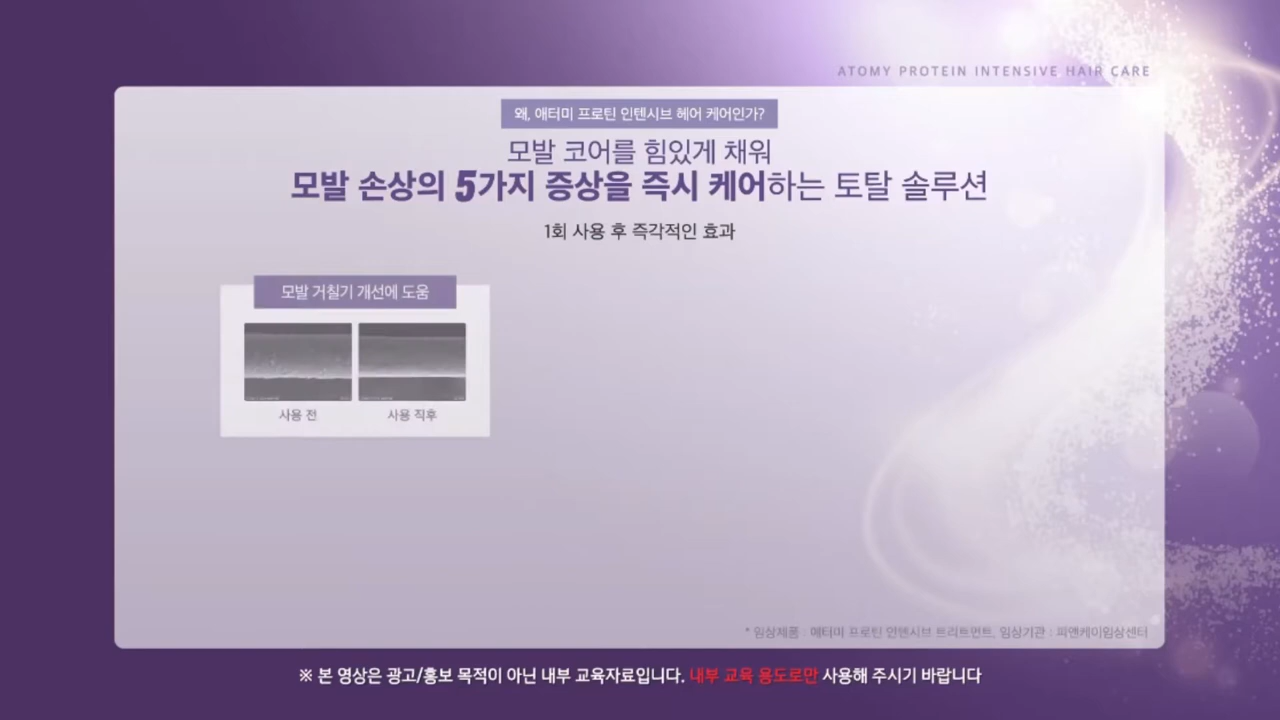 ATOMY PROTEIN INTENSIVE HAIR CARE
왜, 애터미 프로틴 인텐시브 헤어 케어인가?
모발 코어를 힘있게 채워
모발 손상의 5가지 증상을 즉시 케어하는 토탈 솔루션
1회 사용 후 즉각적인 효과
모발 거칠기 개선에 도움
사용 전
사용 직후
* 임상제품 : 애터미 프로틴 인텐시브 트리트먼트, 임상기관 : 피앤케이임상센터
※ 본 영상은 광고/홍보 목적이 아닌 내부 교육자료입니다. 내부 교육 용도로만 사용해 주시기 바랍니다